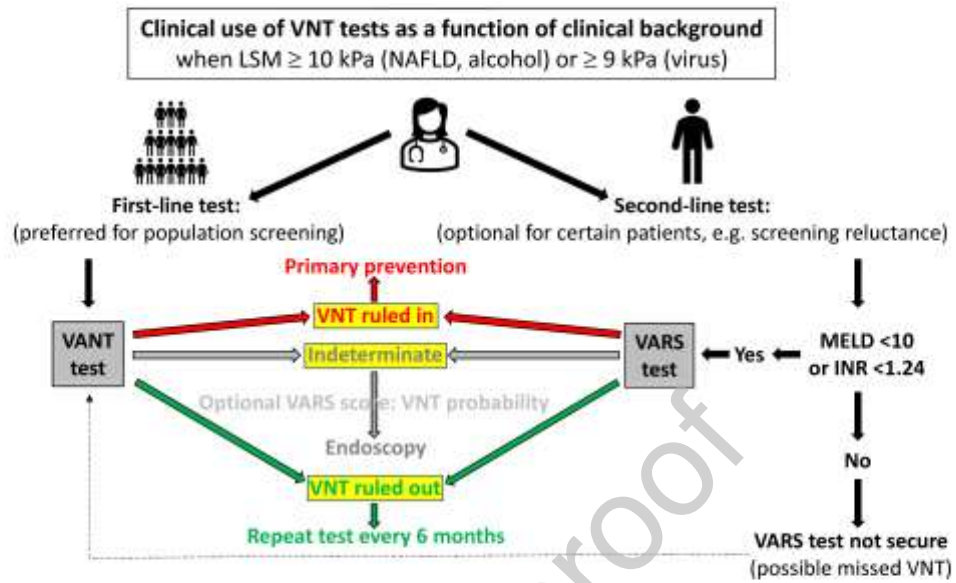 Clinical use of VNT tests as a function of clinical background
when LSM ≥ 10 kPa (NAFLD, alcohol) or ≥ 9 kPa (virus)
First-line test:
(preferred for population screening)
Second-line test:
(optional for certain patients, e.g. screening reluctance)
Primary prevention
VNT ruled in
VANT
test
Indeterminate
VARS
test
Yes
MELD <10
or INR <1.24
Optional VARS score: VNT probability
Endoscopy
No
VNT ruled out
Repeat test every 6 months
VARS test not secure
(possible missed VNT)
roof